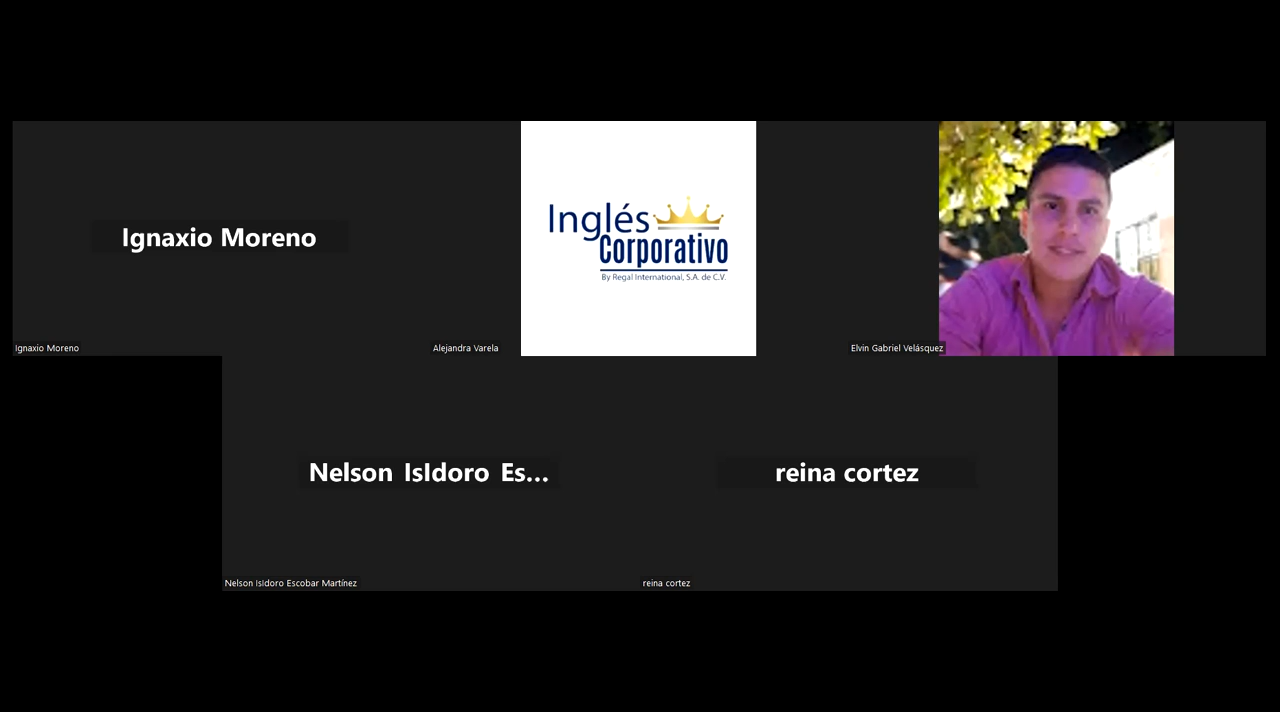 Ignaxio Moreno
Ignaxio Moreno
Inglés
Corporativo
By Regal International, S.A. de C.V.
Alejandra Varela
Elvin Gabriel Velásquez
Nelson IsIdoro Es...
Nelson IsIdoro Escobar Martínez
reina cortez
reina cortez